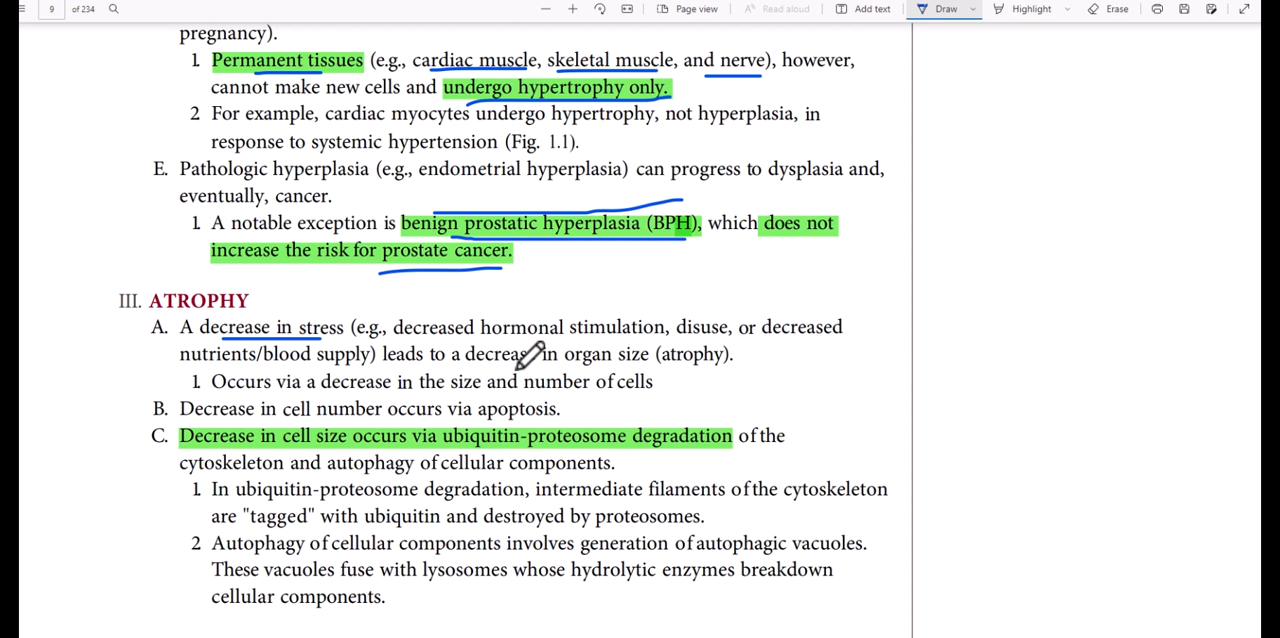 9 of 234 Page view Read aloud Add text Draw Highlight Erase
pregnancy).
1. Permanent tissues (e.g., cardiac muscle, skeletal muscle, and nerve), however,
cannot make new cells and undergo hypertrophy only.
2 For example, cardiac myocytes undergo hypertrophy, not hyperplasia, in
response to systemic hypertension (Fig. 1.1).
E. Pathologic hyperplasia (e.g., endometrial hyperplasia) can progress to dysplasia and,
eventually, cancer.
1. A notable exception is benign prostatic hyperplasia (BPH), which does not
increase the risk for prostate cancer.
III. ATROPHY
A. A decrease in stress (e.g., decreased hormonal stimulation, disuse, or decreased
nutrients/blood supply) leads to a decrease in organ size (atrophy).
1. Occurs via a decrease in the size and number of cells
B. Decrease in cell number occurs via apoptosis.
C. Decrease in cell size occurs via ubiquitin-proteosome degradation of the
cytoskeleton and autophagy of cellular components.
1. In ubiquitin-proteosome degradation, intermediate filaments of the cytoskeleton
are "tagged" with ubiquitin and destroyed by proteosomes.
2 Autophagy of cellular components involves generation of autophagic vacuoles.
These vacuoles fuse with lysosomes whose hydrolytic enzymes breakdown
cellular components.